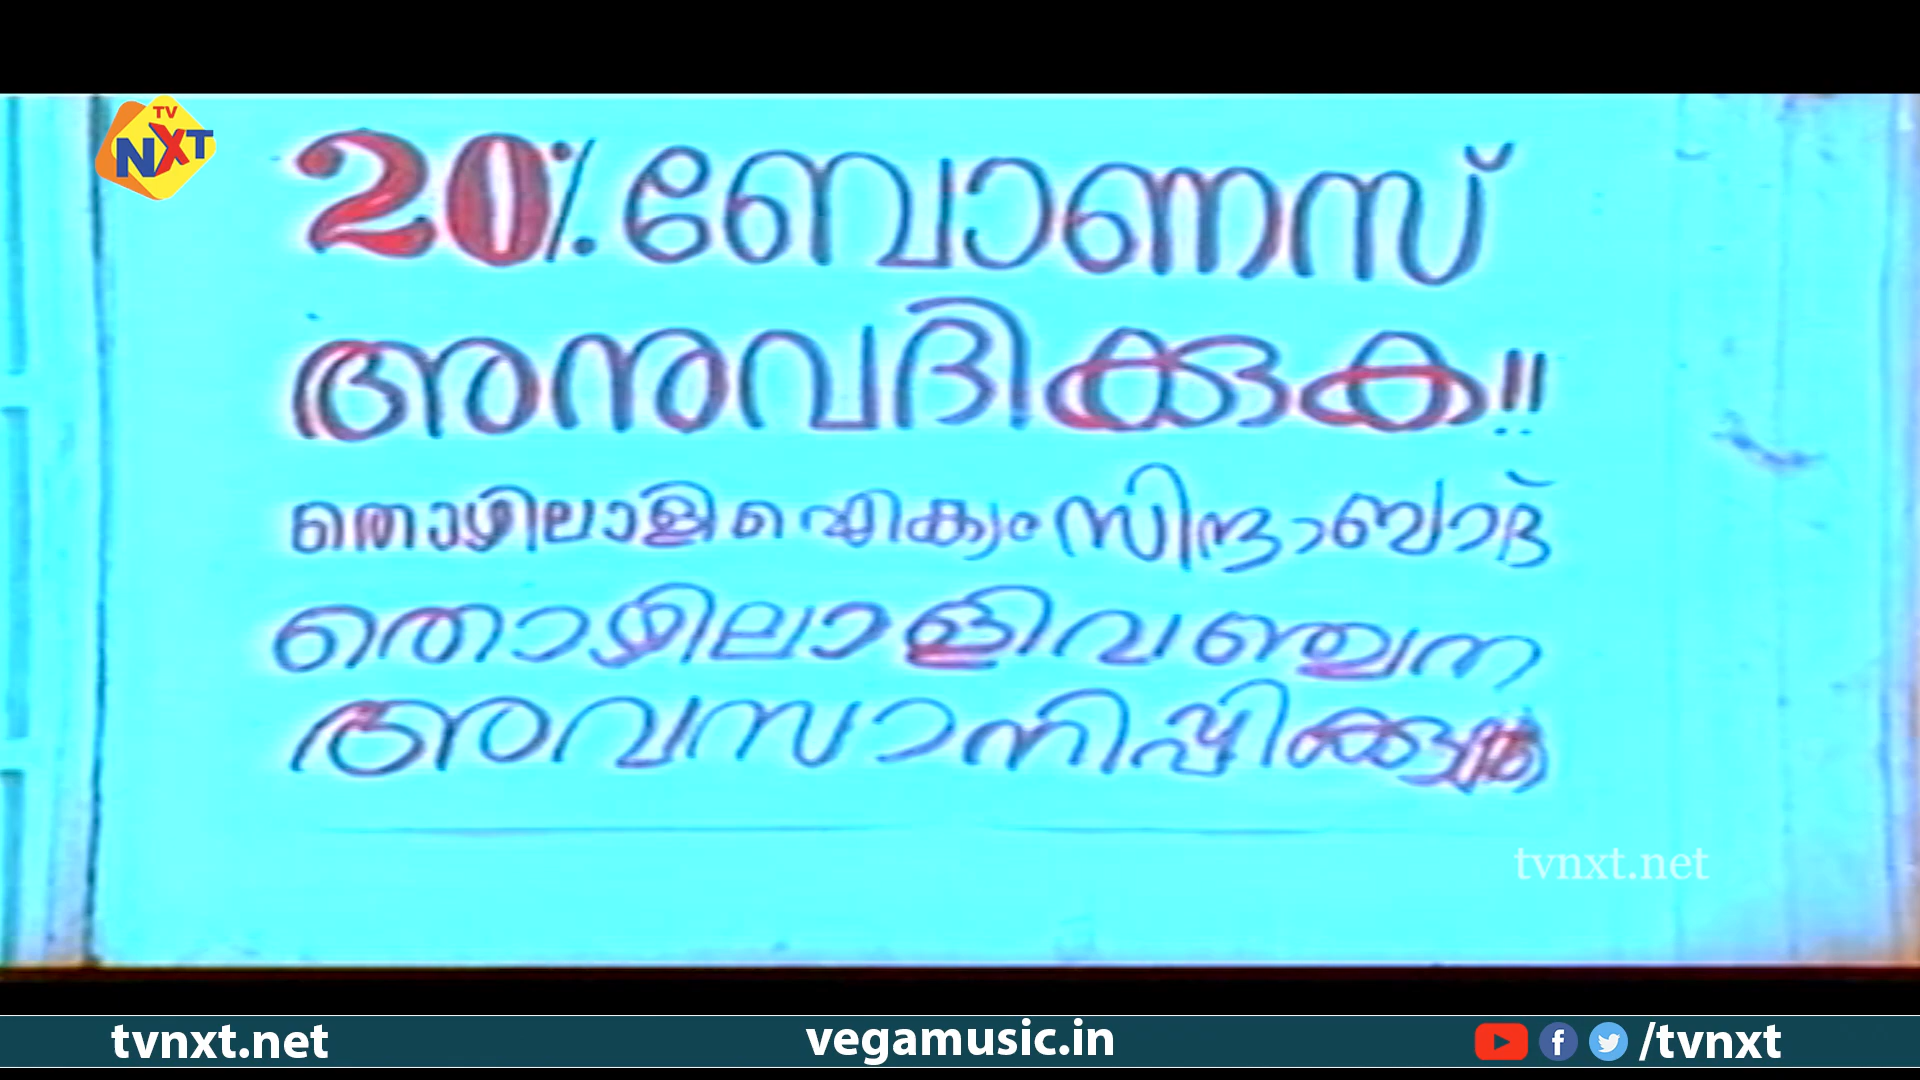 TV
NXT
20% ബോണസ്
അനുവദിക്കുക!!
തൊഴിലാളി ഐക്യം സിന്ദാബാദ്
തൊഴിലാളിവഞ്ചന
അവസാനിപ്പിക്കുക
tvnxt.net
tvnxt.net
vegamusic.in
/tvnxt